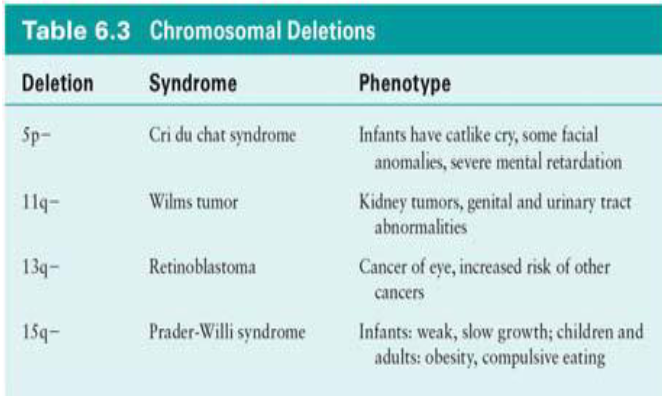 Table 6.3 Chromosomal Deletions
Deletion Syndrome Phenotype
5p– Cri du chat syndrome Infants have catlike cry, some facial
anomalies, severe mental retardation
11q– Wilms tumor Kidney tumors, genital and urinary tract
abnormalities
13q– Retinoblastoma Cancer of eye, increased risk of other
cancers
15q– Prader-Willi syndrome Infants: weak, slow growth; children and
adults: obesity, compulsive eating